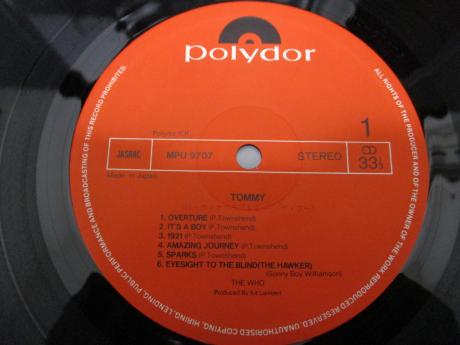 polydor
Polydor K.K.
1
JASRAC MPU 9707 STEREO 33⅓
Made in Japan
TOMMY
1. OVERTURE (P.Townshend)
2. IT'S A BOY (P.Townshend)
3. 1921 (P.Townshend)
4. AMAZING JOURNEY (P.Townshend)
5. SPARKS (P.Townshend)
6. EYESIGHT TO THE BLIND (THE HAWKER)
(Sonny Boy Williamson)
THE WHO
Produced By Kit Lambert
ALL RIGHTS OF THE PRODUCER AND OF THE OWNER OF THE WORK REPRODUCED RESERVED. UNAUTHORISED COPYING, HIRING, LENDING, PUBLIC PERFORMANCE AND BROADCASTING OF THIS RECORD PROHIBITED.